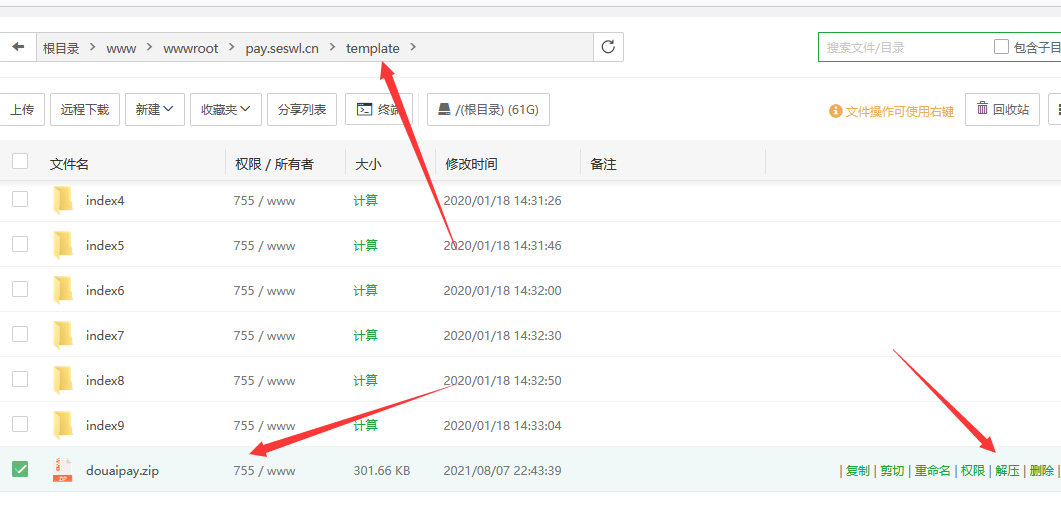 根目录 > www > wwwroot > pay.seswl.cn > template >
搜索文件/目录 包含子目
上传 远程下载 新建 收藏夹 分享列表 终端 /(根目录) (61G) 文件操作可使用右键 回收站
文件名 权限 / 所有者 大小 修改时间 备注
index4 755 / www 计算 2020/01/18 14:31:26
index5 755 / www 计算 2020/01/18 14:31:46
index6 755 / www 计算 2020/01/18 14:32:00
index7 755 / www 计算 2020/01/18 14:32:30
index8 755 / www 计算 2020/01/18 14:32:50
index9 755 / www 计算 2020/01/18 14:33:04
ZIP douaipay.zip 755 / www 301.66 KB 2021/08/07 22:43:39 | 复制 | 剪切 | 重命名 | 权限 | 解压 | 删除 |